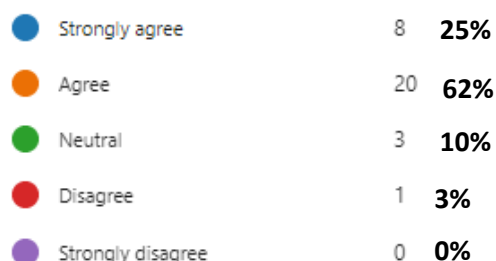 Strongly agree 8 25%
Agree 20 62%
Neutral 3 10%
Disagree 1 3%
Strongly disagree 0 0%